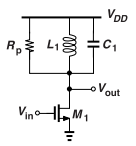 V_DD
R_p L_1 C_1
V_out
V_in M_1